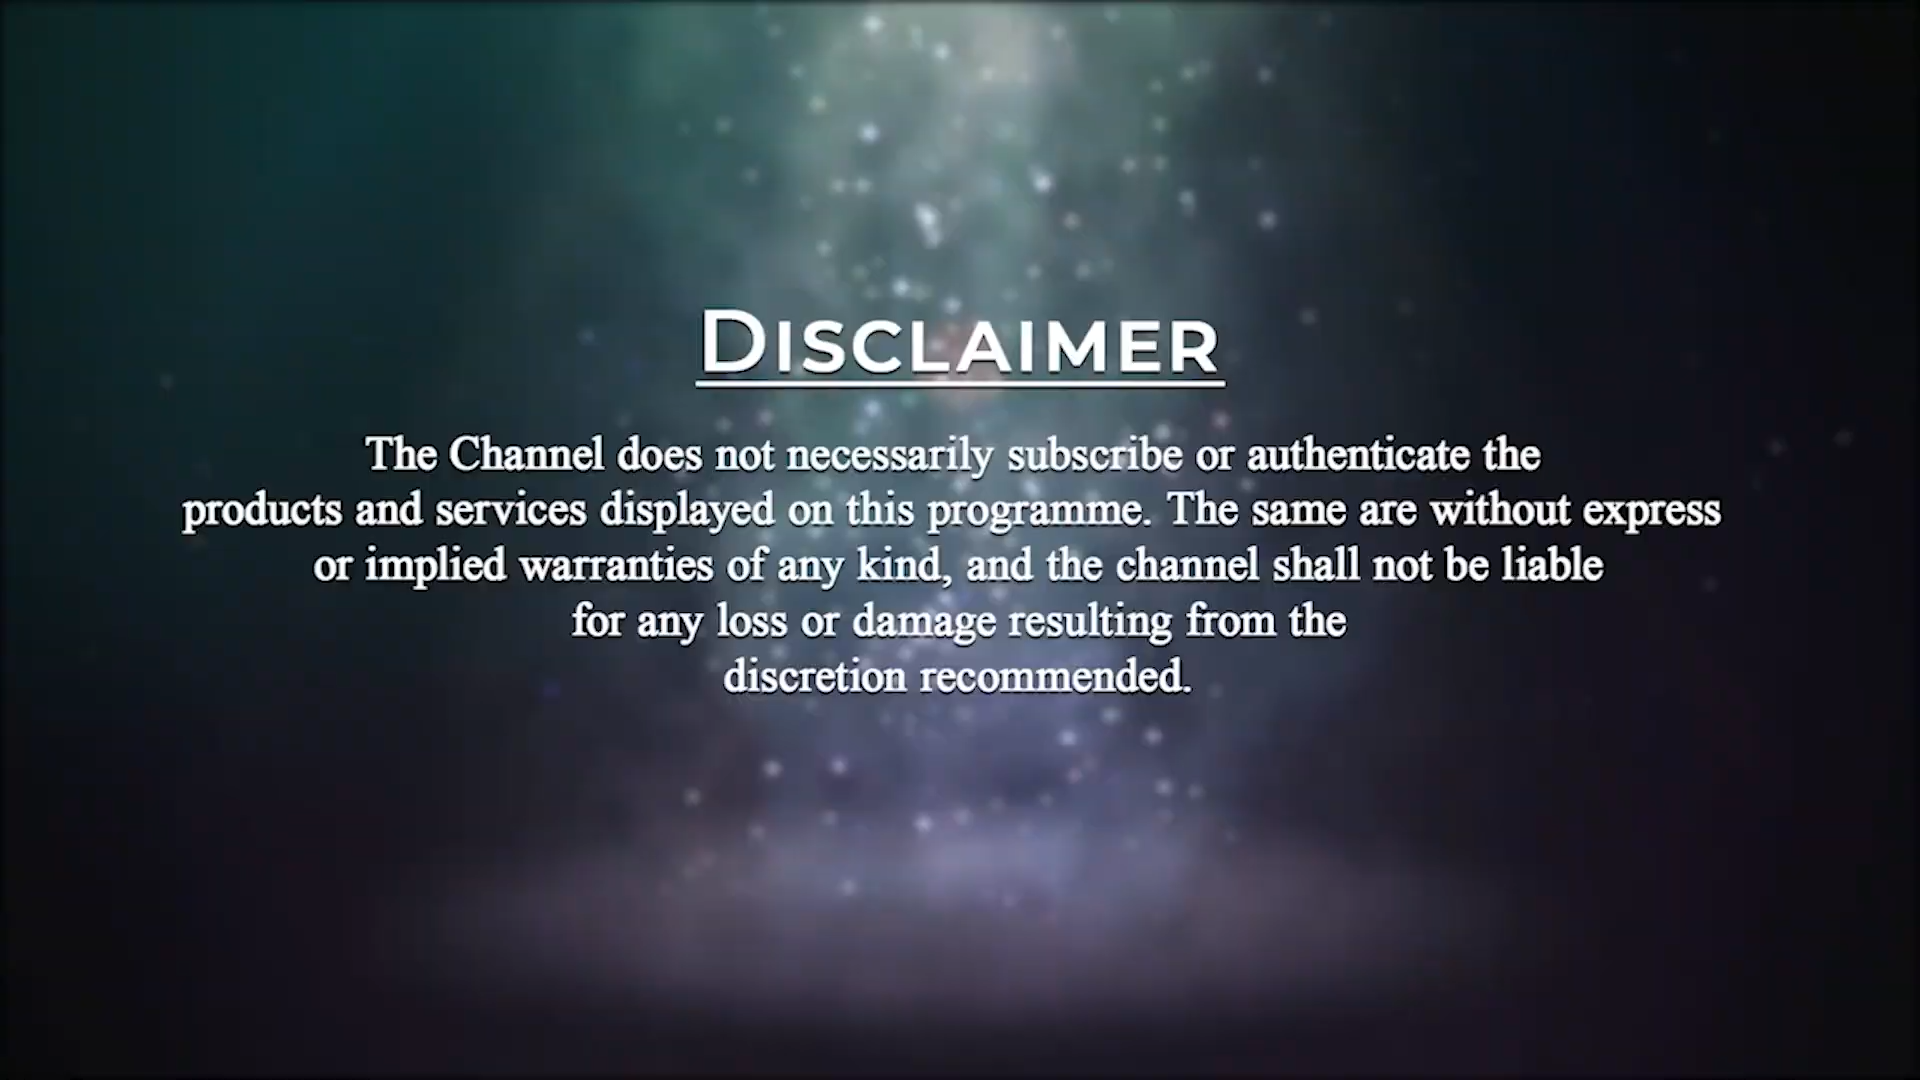 DISCLAIMER
The Channel does not necessarily subscribe or authenticate the
products and services displayed on this programme. The same are without express
or implied warranties of any kind, and the channel shall not be liable
for any loss or damage resulting from the
discretion recommended.